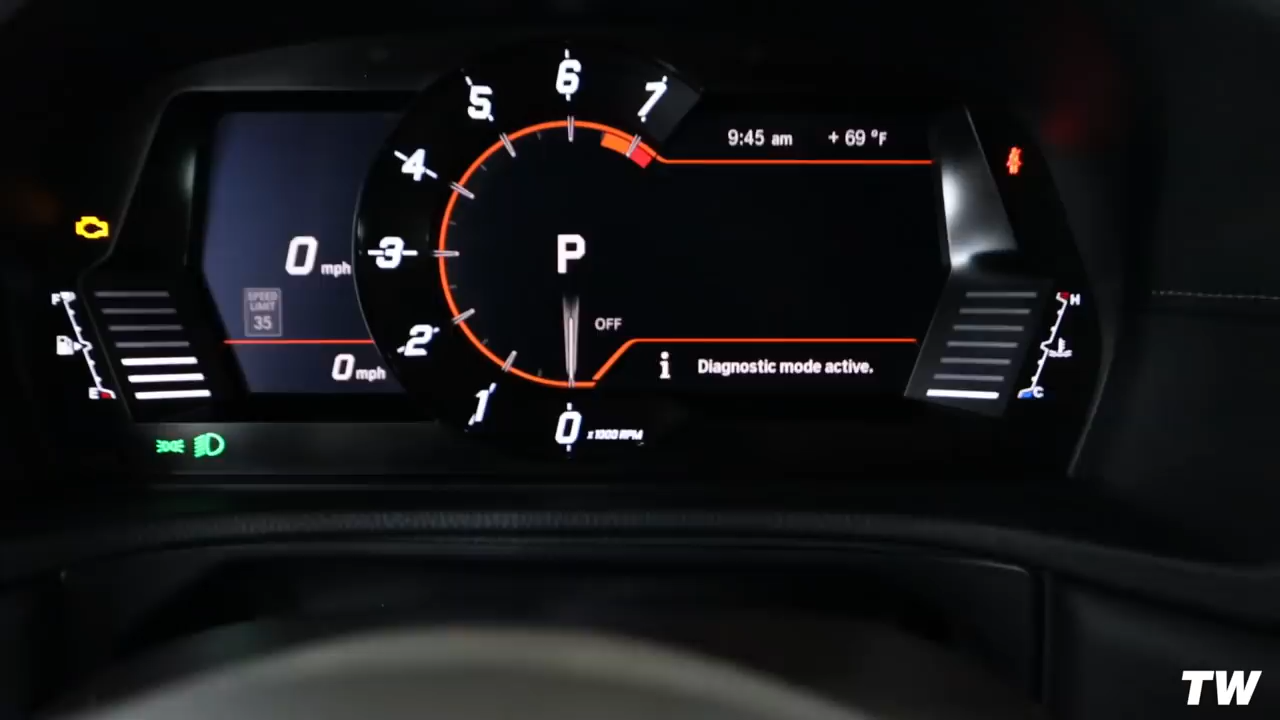 6
5
7
9:45 am + 69 °F
4
0 mph
3
P
SPEED
LIMIT
35
F
H
OFF
2
0 mph
Diagnostic mode active.
E
C
1
0 x1000 RPM
TW